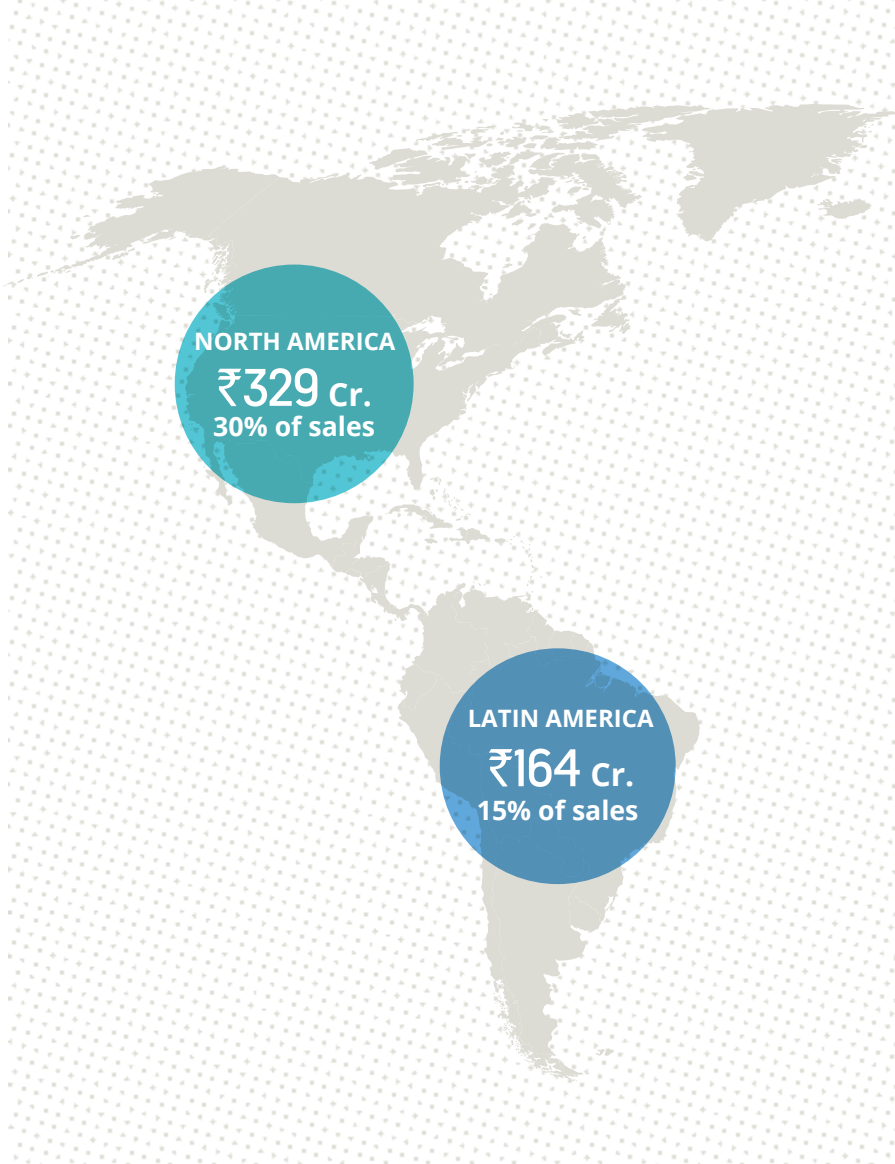 NORTH AMERICA
₹329 Cr.
30% of sales
LATIN AMERICA
₹164 Cr.
15% of sales